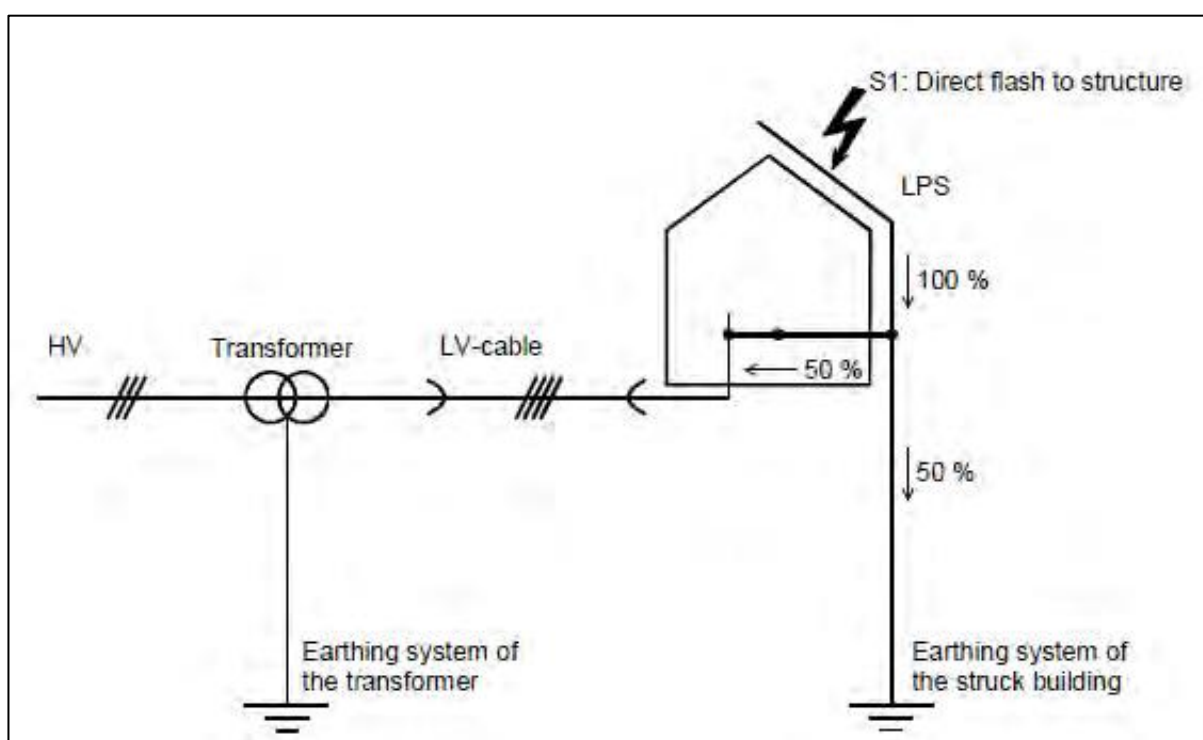 S1: Direct flash to structure
LPS
100 %
HV
Transformer
LV-cable
50 %
50 %
Earthing system of
the transformer
Earthing system of
the struck building